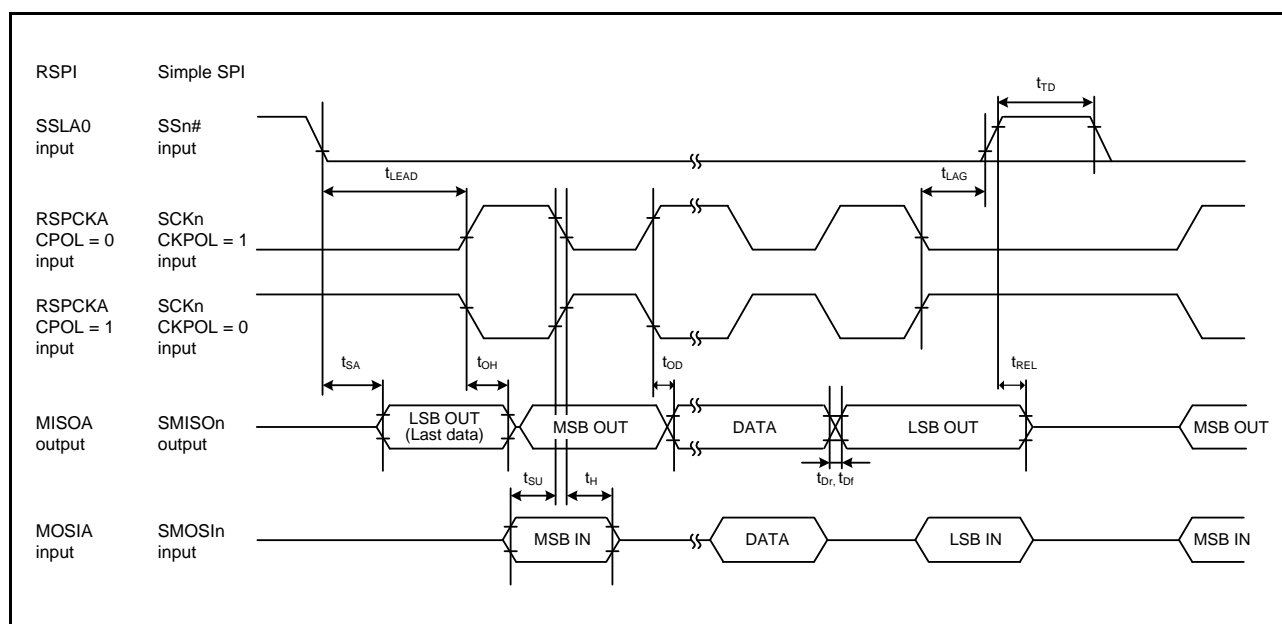 RSPI Simple SPI
tTD
SSLA0 SSn#
input input
tLEAD tLAG
RSPCKA SCKn
CPOL = 0 CKPOL = 1
input input
RSPCKA SCKn
CPOL = 1 CKPOL = 0
input input
tSA tOH tOD tREL
MISOA SMISOn
output output
LSB OUT
(Last data)
MSB OUT DATA LSB OUT MSB OUT
tSU tH tDr, tDf
MOSIA SMOSIn
input input
MSB IN DATA LSB IN MSB IN